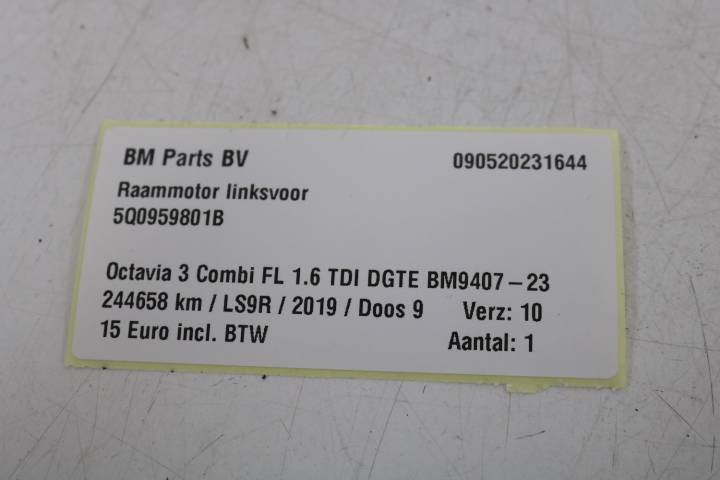 BM Parts BV 090520231644
Raammotor linksvoor
5Q0959801B
Octavia 3 Combi FL 1.6 TDI DGTE BM9407-23
244658 km / LS9R / 2019 / Doos 9 Verz: 10
15 Euro incl. BTW Aantal: 1